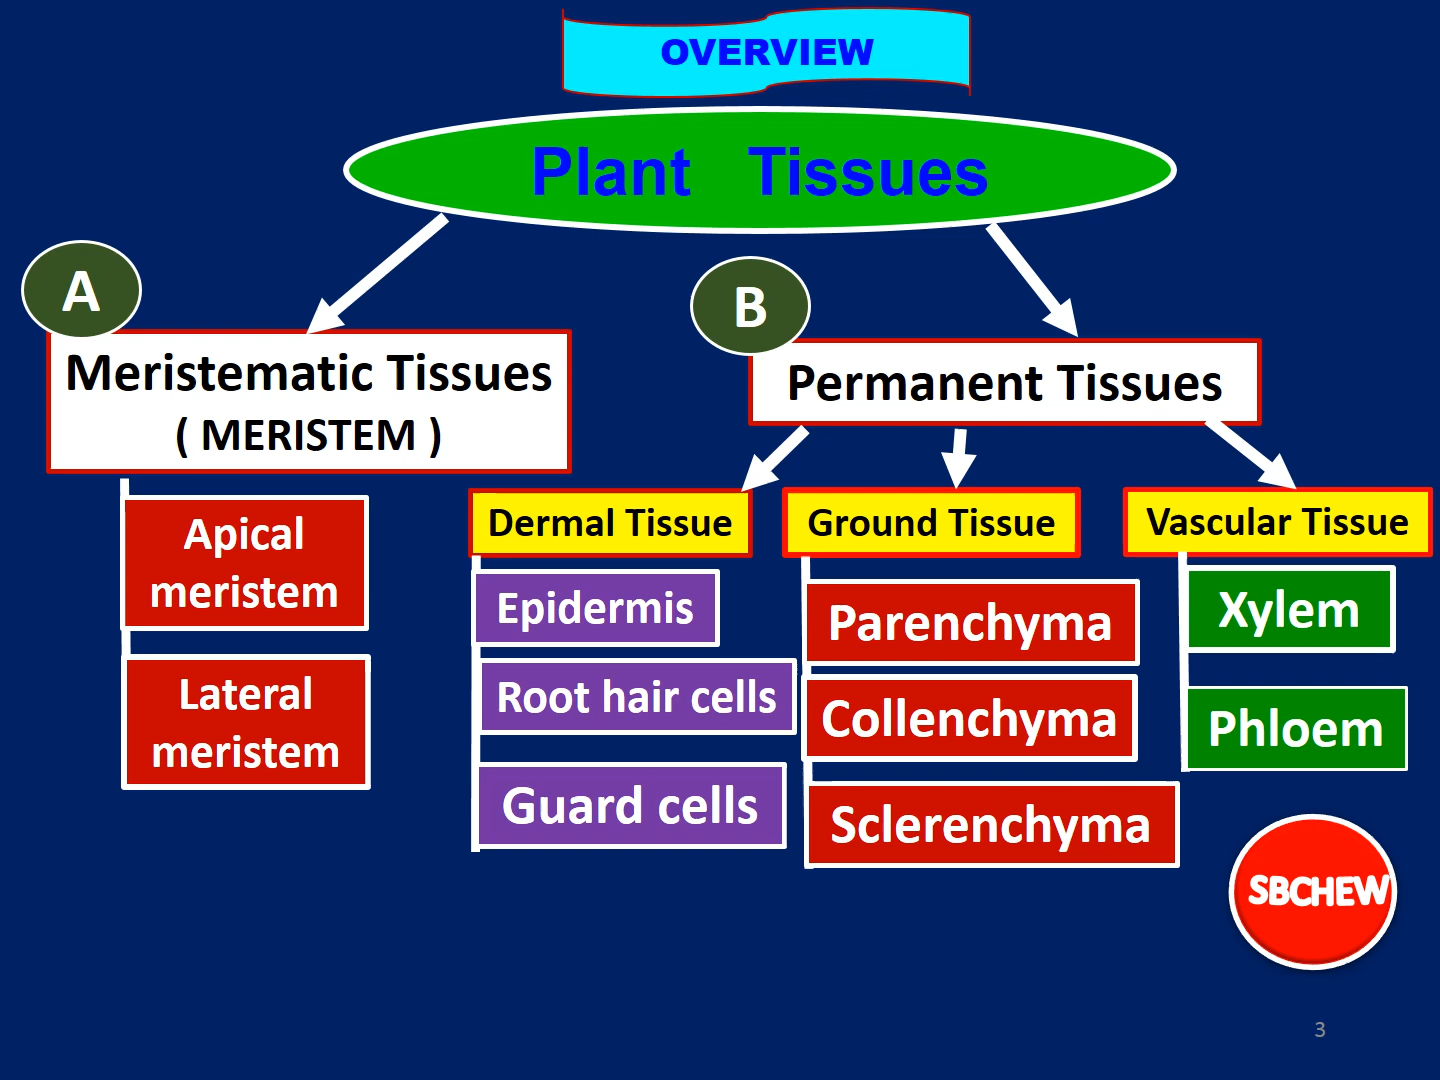 OVERVIEW
Plant Tissues
A
Meristematic Tissues
( MERISTEM )
Apical
meristem
Lateral
meristem
B
Permanent Tissues
Dermal Tissue
Epidermis
Root hair cells
Guard cells
Ground Tissue
Parenchyma
Collenchyma
Sclerenchyma
Vascular Tissue
Xylem
Phloem
SBCHEW
3